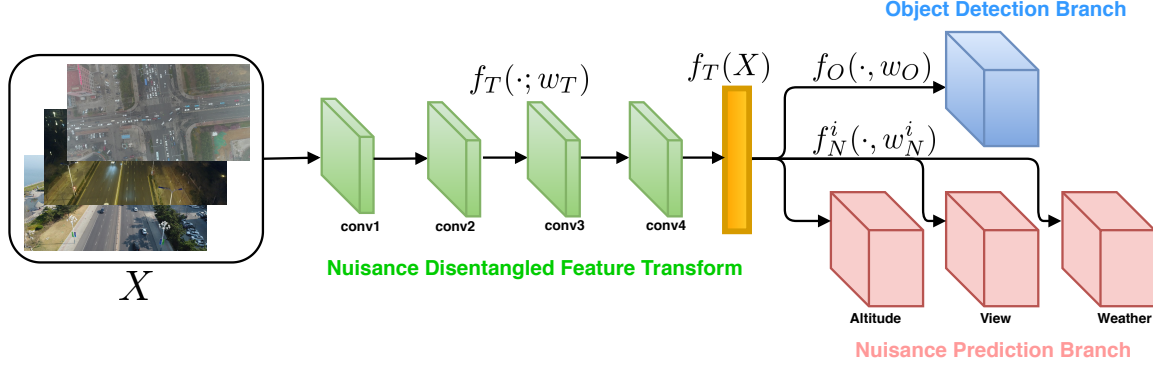 Object Detection Branch
f_T(·; w_T)
f_T(X)
f_O(·, w_O)
f_N^i(·, w_N^i)
conv1
conv2
conv3
conv4
Nuisance Disentangled Feature Transform
X
Altitude
View
Weather
Nuisance Prediction Branch